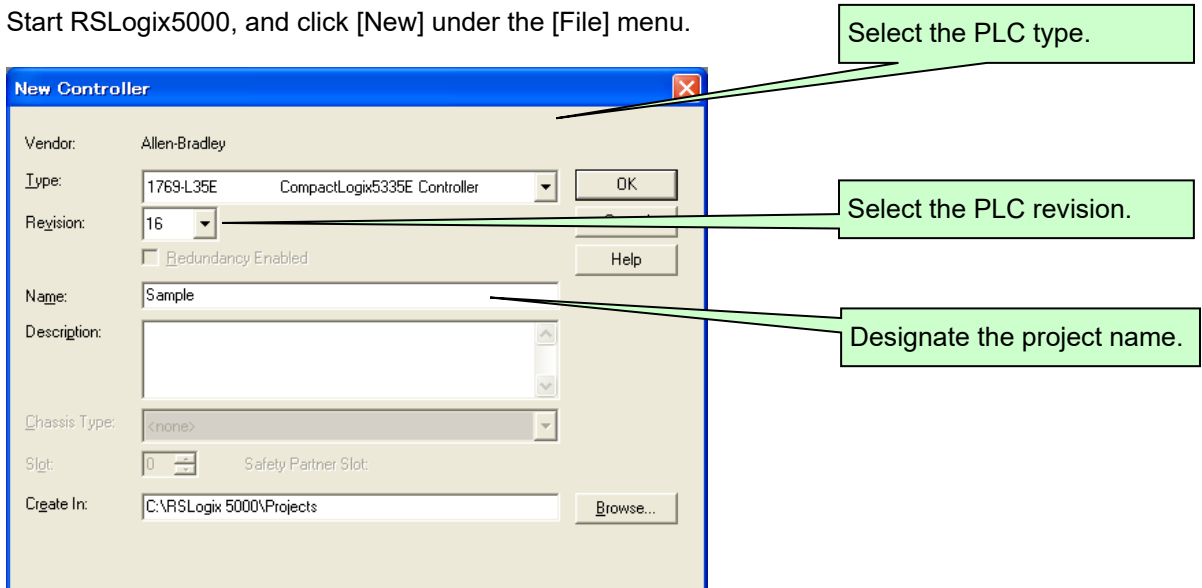 Start RSLogix5000, and click [New] under the [File] menu.
Select the PLC type.
New Controller
Vendor: Allen-Bradley
Type: 1769-L35E CompactLogix5335E Controller OK
Revision: 16
Select the PLC revision.
Redundancy Enabled Help
Name: Sample
Description:
Designate the project name.
Chassis Type: <none>
Slot: 0 Safety Partner Slot:
Create In: C:\RSLogix 5000\Projects Browse...